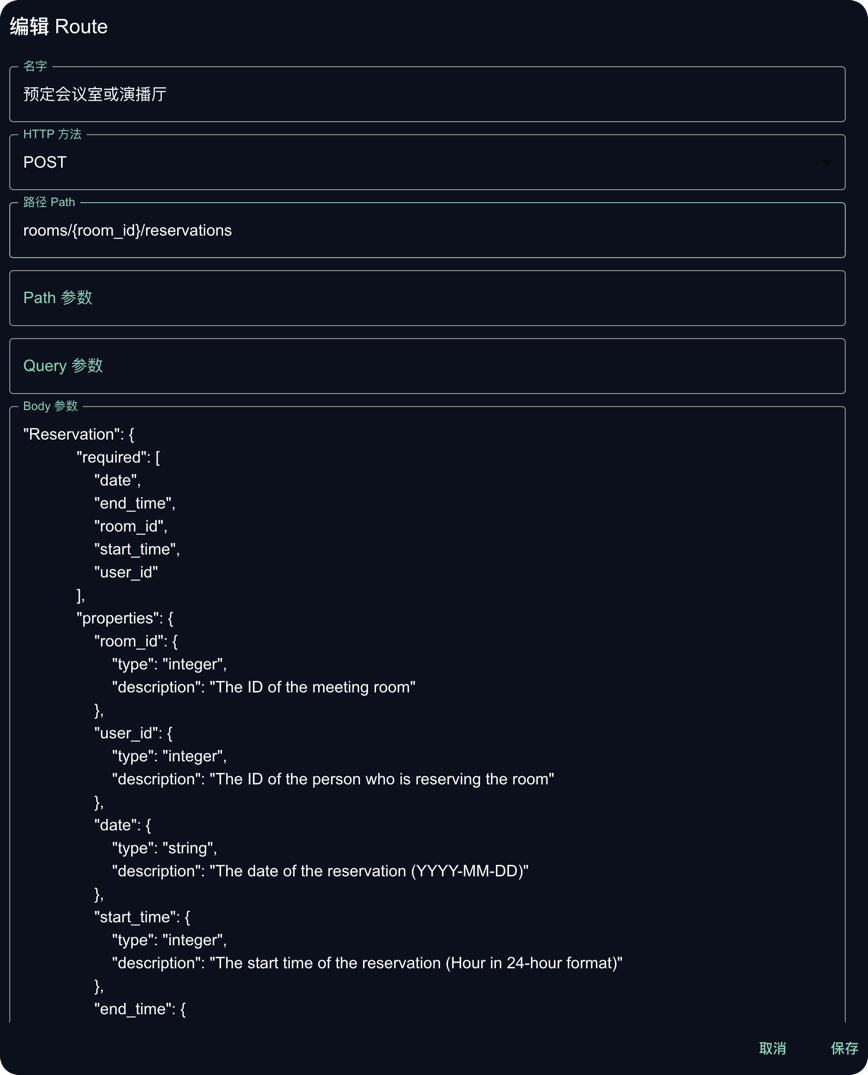 编辑 Route
名字
预定会议室或演播厅
HTTP 方法
POST
路径 Path
rooms/{room_id}/reservations
Path 参数
Query 参数
Body 参数
"Reservation": {
"required": [
"date",
"end_time",
"room_id",
"start_time",
"user_id"
],
"properties": {
"room_id": {
"type": "integer",
"description": "The ID of the meeting room"
},
"user_id": {
"type": "integer",
"description": "The ID of the person who is reserving the room"
},
"date": {
"type": "string",
"description": "The date of the reservation (YYYY-MM-DD)"
},
"start_time": {
"type": "integer",
"description": "The start time of the reservation (Hour in 24-hour format)"
},
"end_time": {
取消
保存